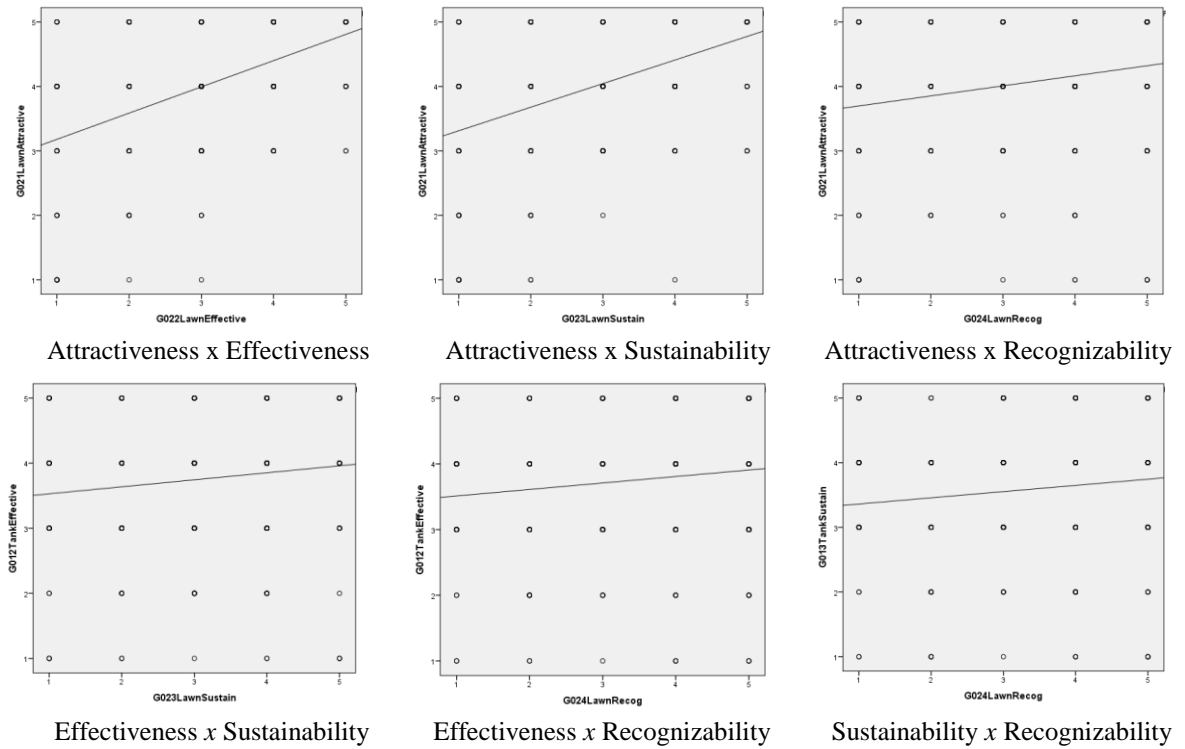 5
4
3
2
1
G021LawnAttractive
1 2 3 4 5
G022LawnEffective
5
4
3
2
1
G021LawnAttractive
1 2 3 4 5
G023LawnSustain
5
4
3
2
1
G021LawnAttractive
1 2 3 4 5
G024LawnRecog
Attractiveness x Effectiveness
Attractiveness x Sustainability
Attractiveness x Recognizability
5
4
3
2
1
G012TankEffective
1 2 3 4 5
G023LawnSustain
5
4
3
2
1
G012TankEffective
1 2 3 4 5
G024LawnRecog
5
4
3
2
1
G013TankSustain
1 2 3 4 5
G024LawnRecog
Effectiveness x Sustainability
Effectiveness x Recognizability
Sustainability x Recognizability